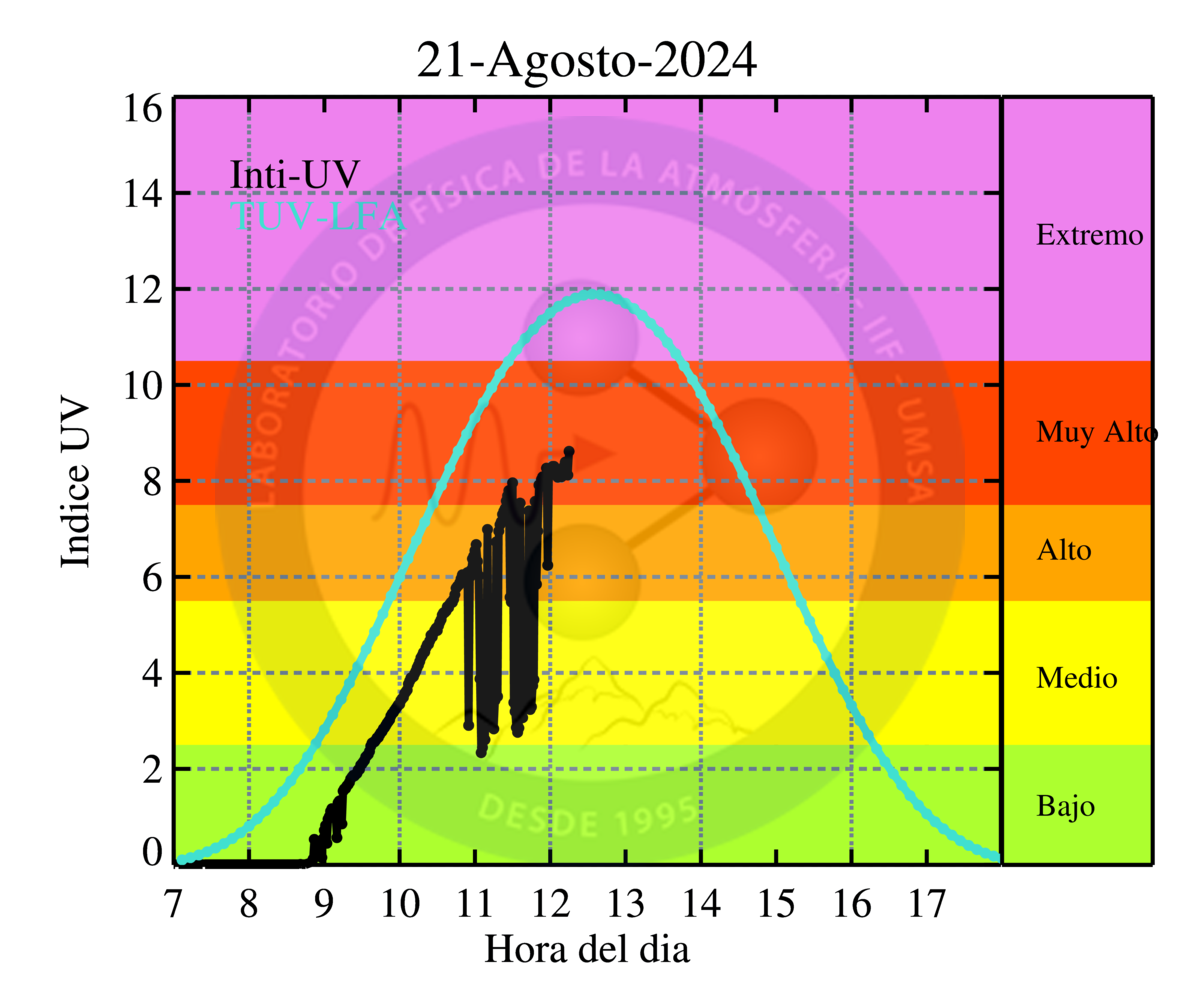 21-Agosto-2024
16
14
12
10
8
6
4
2
0
Indice UV
Inti-UV
TUV-LFA
LABORATORIO DE FÍSICA DE LA ATMÓSFERA - IIF - UMSA
DESDE 1995
Extremo
Muy Alto
Alto
Medio
Bajo
7 8 9 10 11 12 13 14 15 16 17
Hora del dia